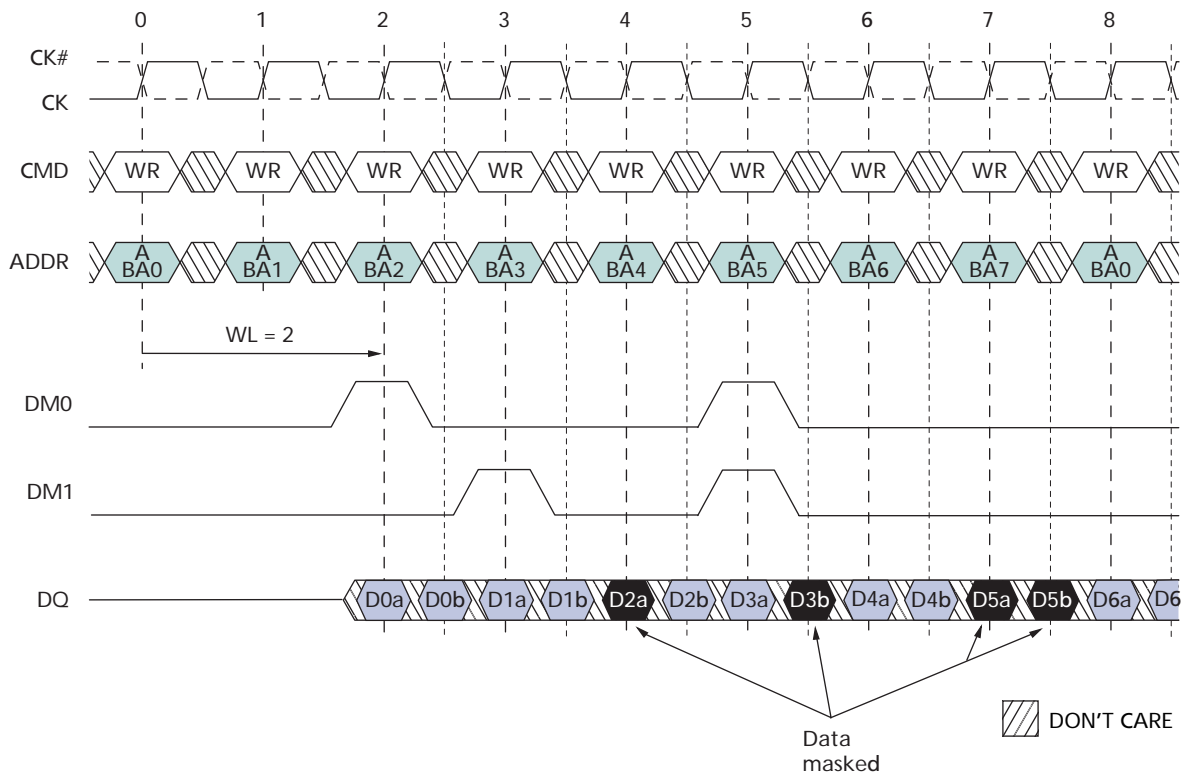 0 1 2 3 4 5 6 7 8
CK#
CK
CMD WR WR WR WR WR WR WR WR WR
ADDR A A A A A A A A A
BA0 BA1 BA2 BA3 BA4 BA5 BA6 BA7 BA0
WL = 2
DM0
DM1
DQ D0a D0b D1a D1b D2a D2b D3a D3b D4a D4b D5a D5b D6a D6
DON'T CARE
Data
masked